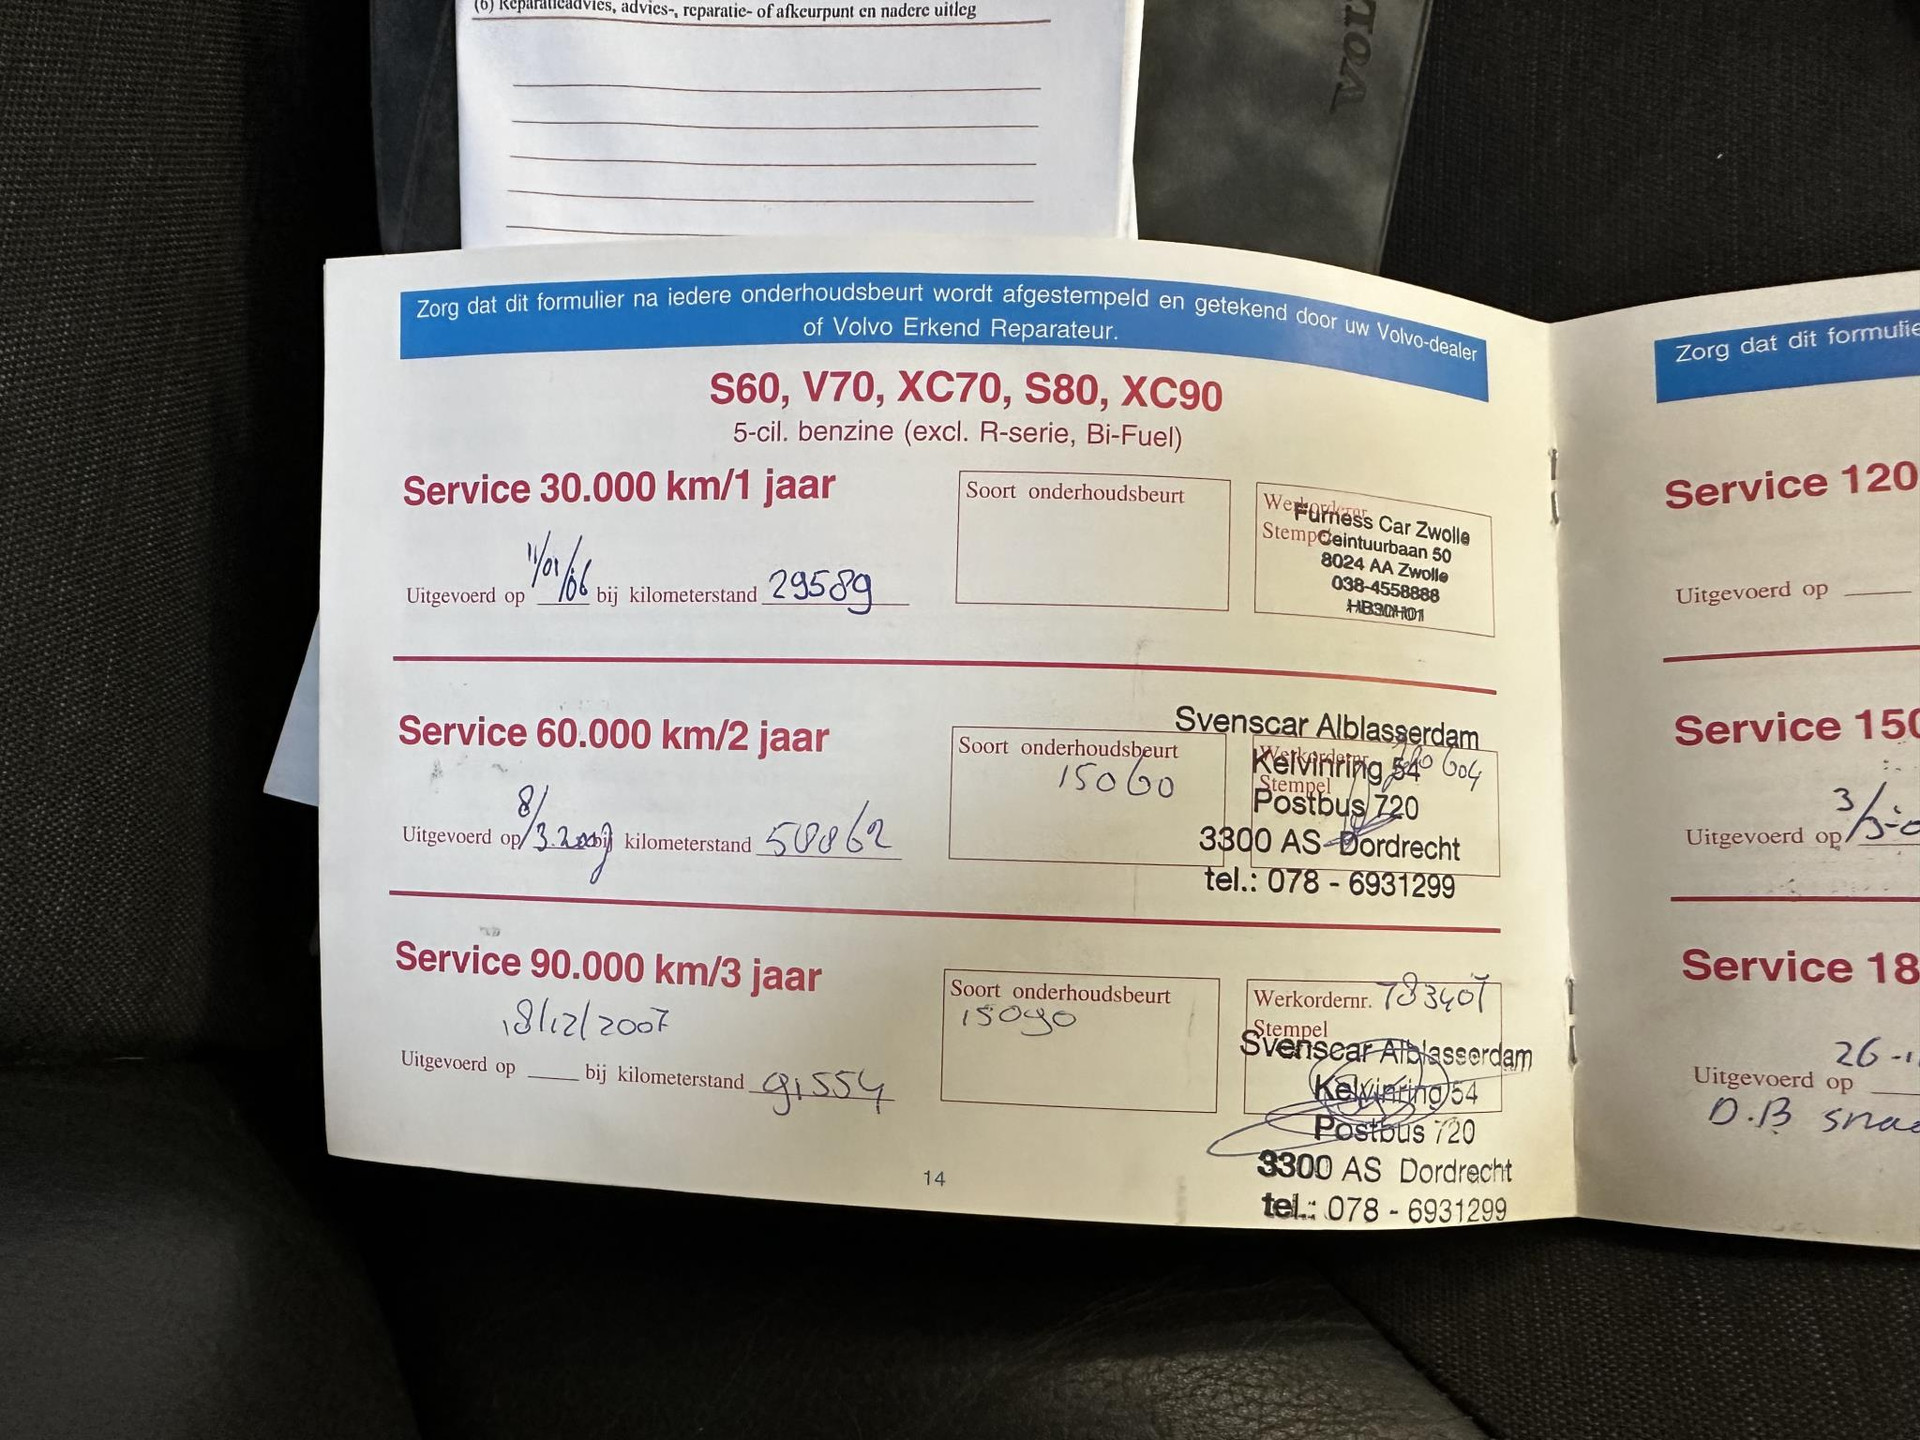 (6) Reparatieadvies, advies-, reparatie- of afkeurpunt en nadere uitleg
VOLVO
Zorg dat dit formulier na iedere onderhoudsbeurt wordt afgestempeld en getekend door uw Volvo-dealer
of Volvo Erkend Reparateur.
S60, V70, XC70, S80, XC90
5-cil. benzine (excl. R-serie, Bi-Fuel)
Service 30.000 km/1 jaar
Soort onderhoudsbeurt
Werkordernr.
Stempel
Furness Car Zwolle
Ceintuurbaan 50
8024 AA Zwolle
038-4558888
HB30H01
Uitgevoerd op 11/01/06 bij kilometerstand 29589
Service 60.000 km/2 jaar
Soort onderhoudsbeurt
15060
Werkordernr.
Stempel
Svenscar Alblasserdam
Kelvinring 54
Postbus 720
3300 AS Dordrecht
tel.: 078 - 6931299
Uitgevoerd op 8/3. bij kilometerstand 58862
Service 90.000 km/3 jaar
18/12/2007
Uitgevoerd op bij kilometerstand 91554
Soort onderhoudsbeurt
15090
Werkordernr. 783407
Stempel
Svenscar Alblasserdam
Kelvinring 54
Postbus 720
3300 AS Dordrecht
tel.: 078 - 6931299
14
Zorg dat dit formulie
Service 120
Uitgevoerd op
Service 150
Uitgevoerd op 3/
Service 18
26-
Uitgevoerd op
D.B